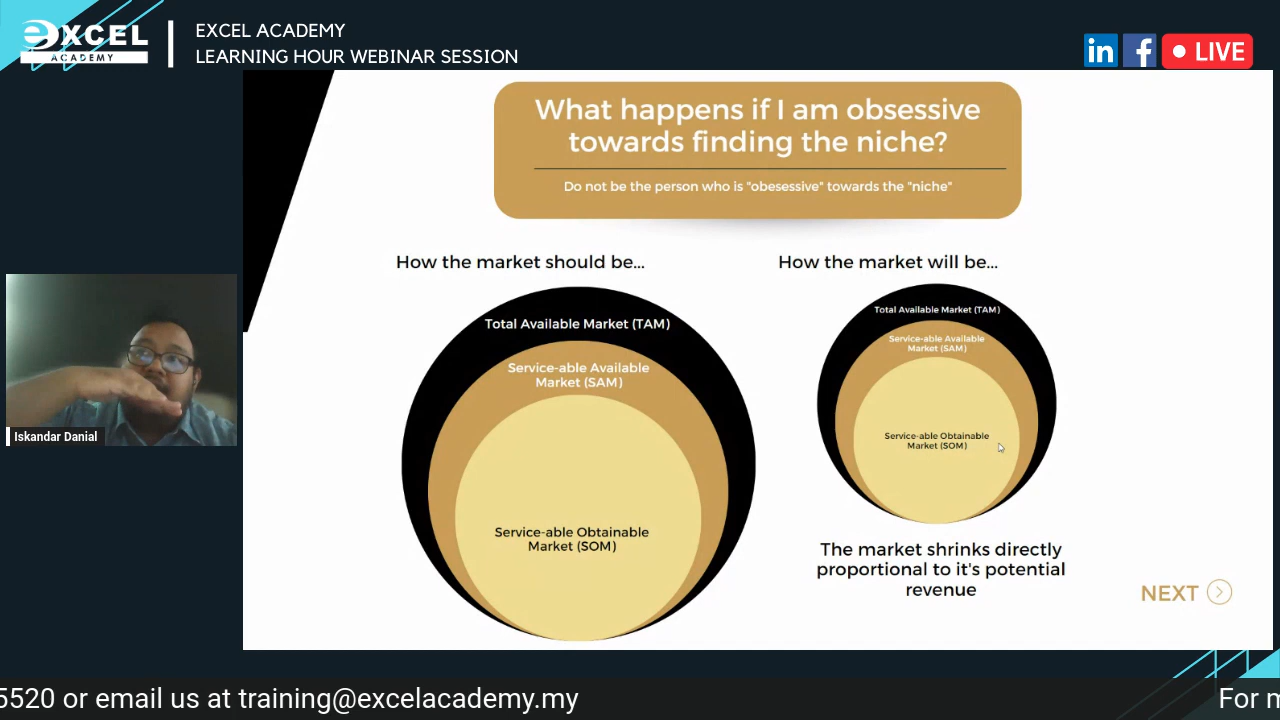 eXCEL
ACADEMY
EXCEL ACADEMY
LEARNING HOUR WEBINAR SESSION
in f LIVE
What happens if I am obsessive
towards finding the niche?
Do not be the person who is "obesessive" towards the "niche"
How the market should be...
Total Available Market (TAM)
Service-able Available
Market (SAM)
Service-able Obtainable
Market (SOM)
How the market will be...
Total Available Market (TAM)
Service-able Available
Market (SAM)
Service-able Obtainable
Market (SOM)
The market shrinks directly
proportional to it's potential
revenue
NEXT
Iskandar Danial
5520 or email us at training@excelacademy.my
For m